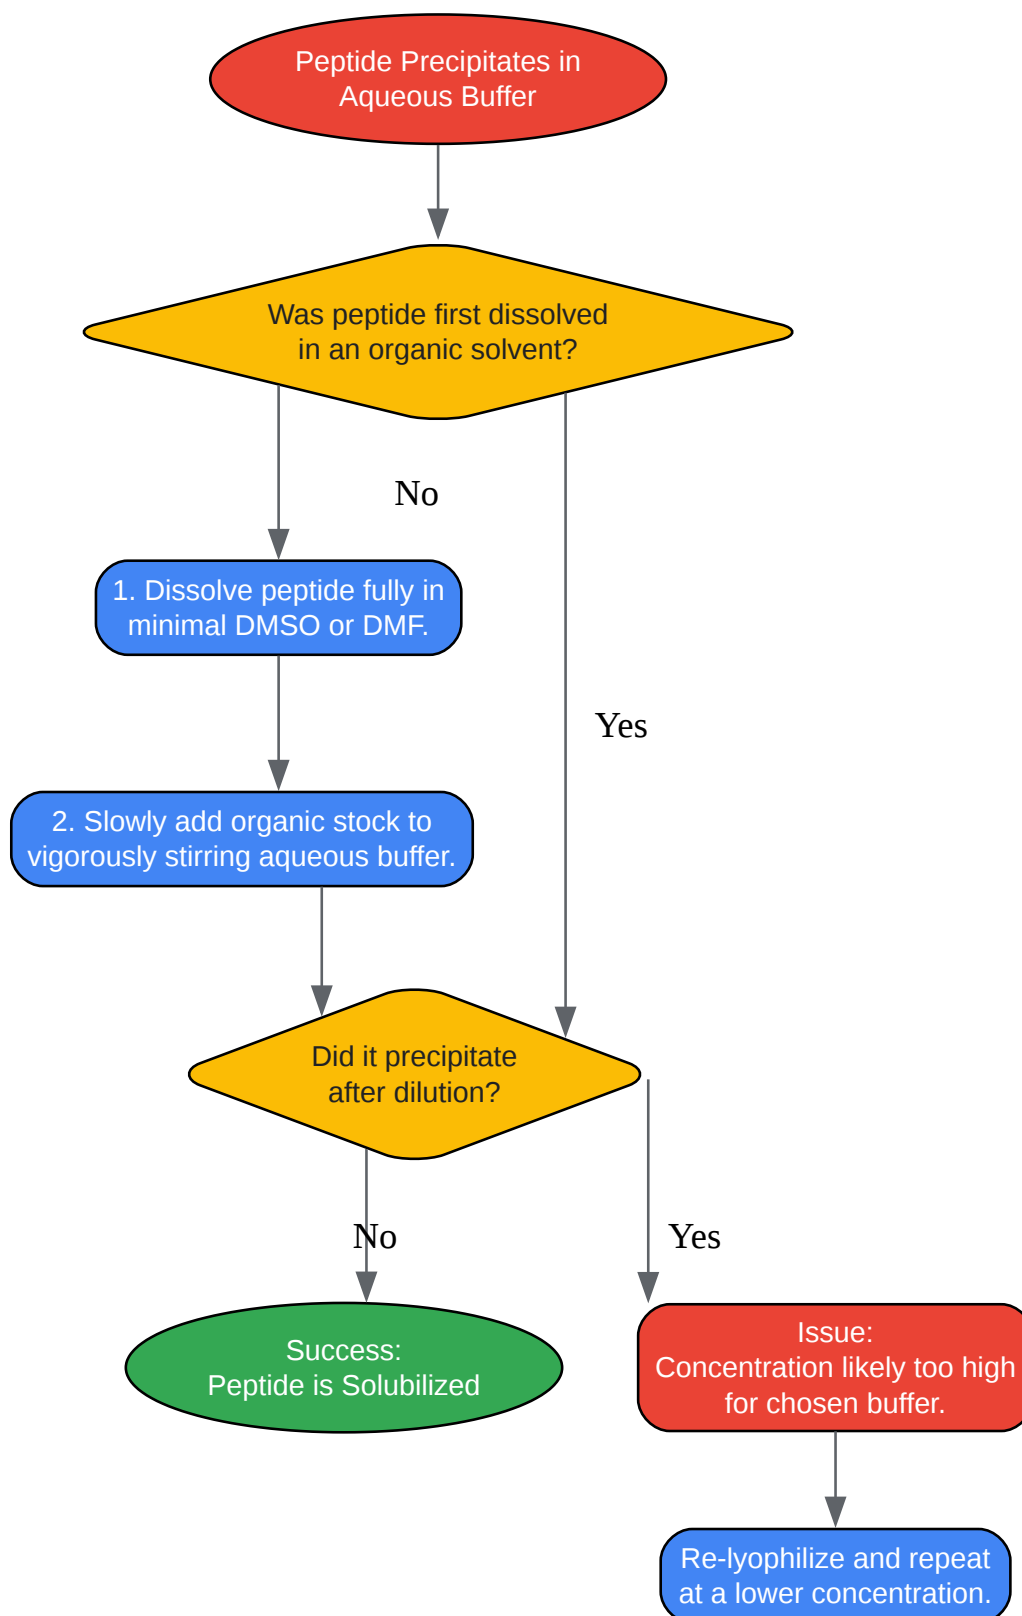 Peptide Precipitates in
Aqueous Buffer
Was peptide first dissolved
in an organic solvent?
No
1. Dissolve peptide fully in
minimal DMSO or DMF.
Yes
2. Slowly add organic stock to
vigorously stirring aqueous buffer.
Did it precipitate
after dilution?
No
Yes
Success:
Peptide is Solubilized
Issue:
Concentration likely too high
for chosen buffer.
Re-lyophilize and repeat
at a lower concentration.